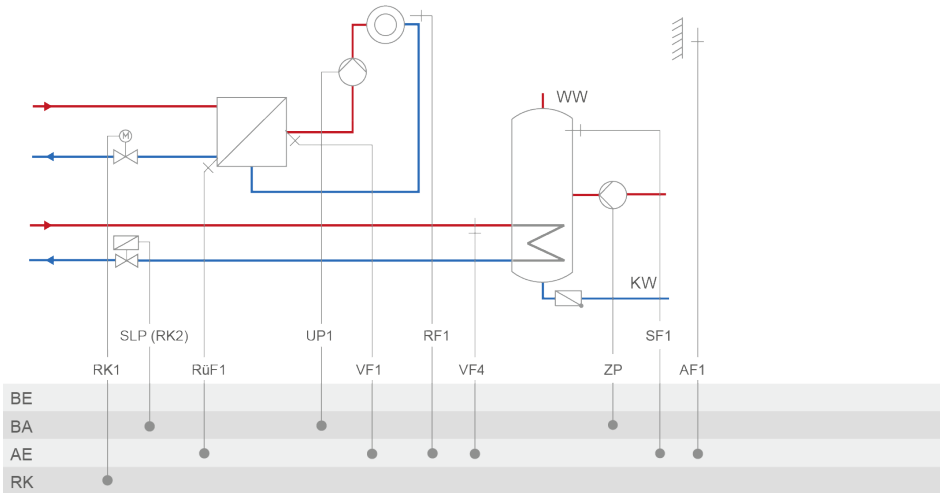 WW
M
KW
SLP (RK2) UP1 RF1 SF1
RK1 RüF1 VF1 VF4 ZP AF1
BE
BA
AE
RK